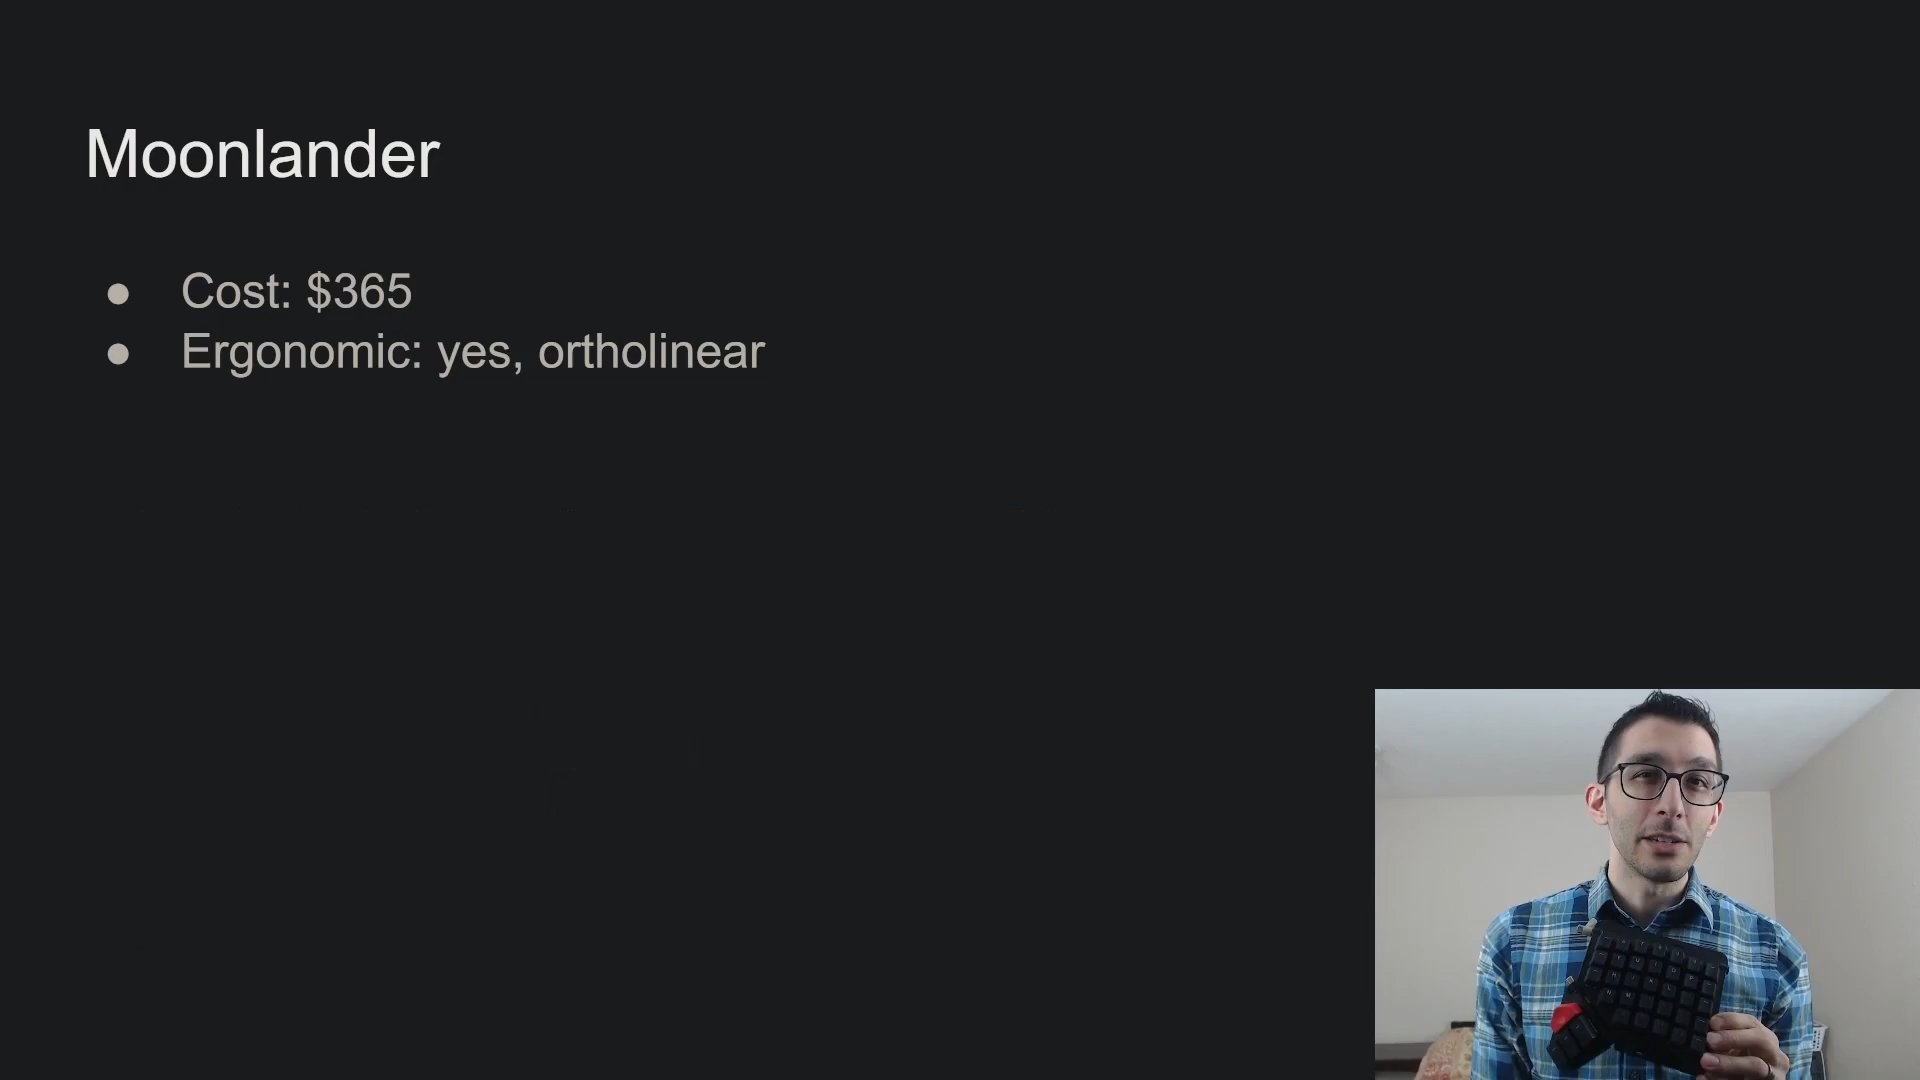 Moonlander
● Cost: $365
● Ergonomic: yes, ortholinear